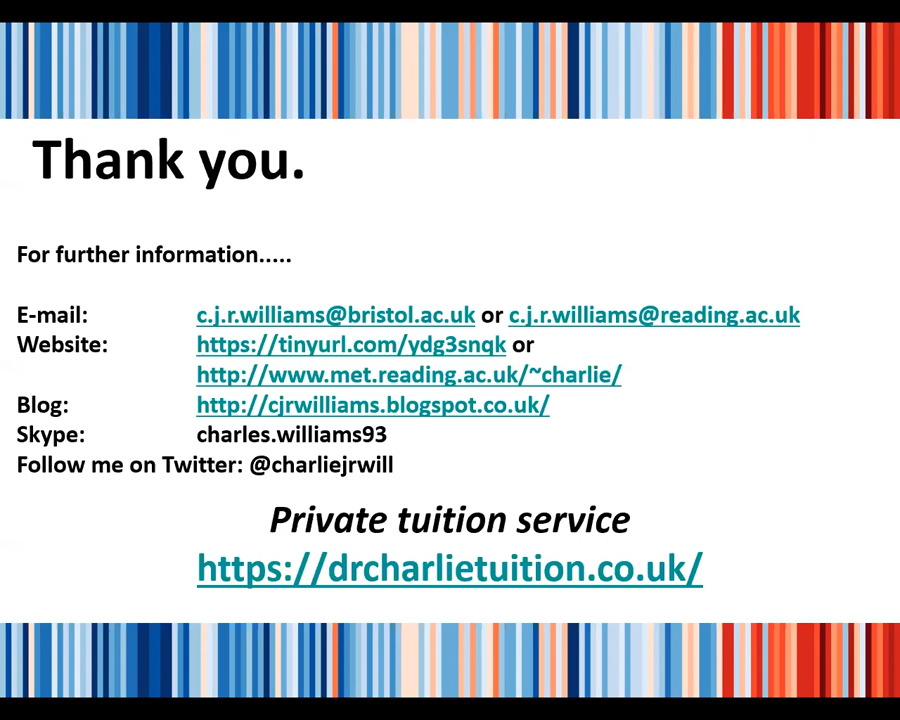 Thank you.
For further information.....
E-mail: c.j.r.williams@bristol.ac.uk or c.j.r.williams@reading.ac.uk
Website: https://tinyurl.com/ydg3snqk or
http://www.met.reading.ac.uk/~charlie/
Blog: http://cjrwilliams.blogspot.co.uk/
Skype: charles.williams93
Follow me on Twitter: @charliejrwill
Private tuition service
https://drcharlietuition.co.uk/